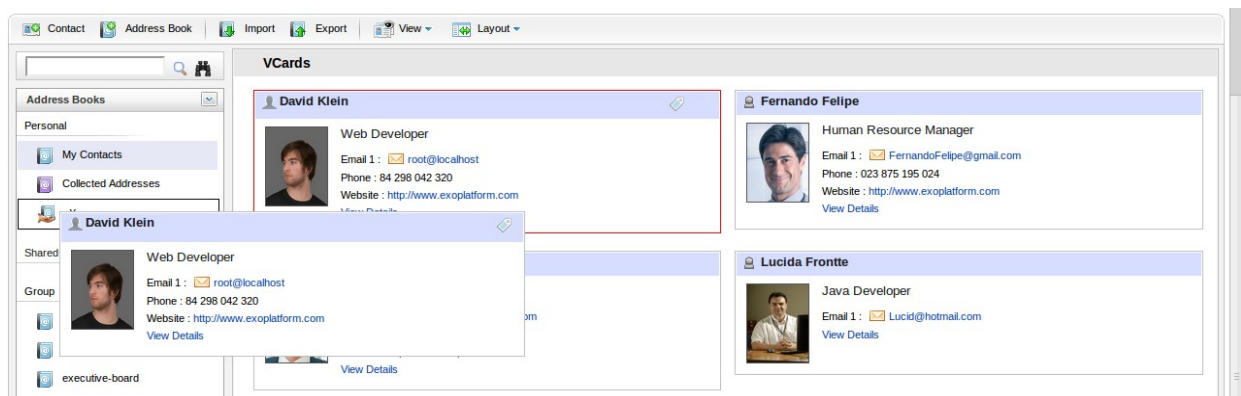 Contact Address Book Import Export View Layout
VCards
Address Books
Personal
My Contacts
Collected Addresses
Shared
Group
executive-board
David Klein
Web Developer
Email 1 : root@localhost
Phone : 84 298 042 320
Website : http://www.exoplatform.com
View Details
Fernando Felipe
Human Resource Manager
Email 1 : FernandoFelipe@gmail.com
Phone : 023 875 195 024
Website : http://www.exoplatform.com
View Details
David Klein
Web Developer
Email 1 : root@localhost
Phone : 84 298 042 320
Website : http://www.exoplatform.com
View Details
om
View Details
Lucida Frontte
Java Developer
Email 1 : Lucid@hotmail.com
View Details